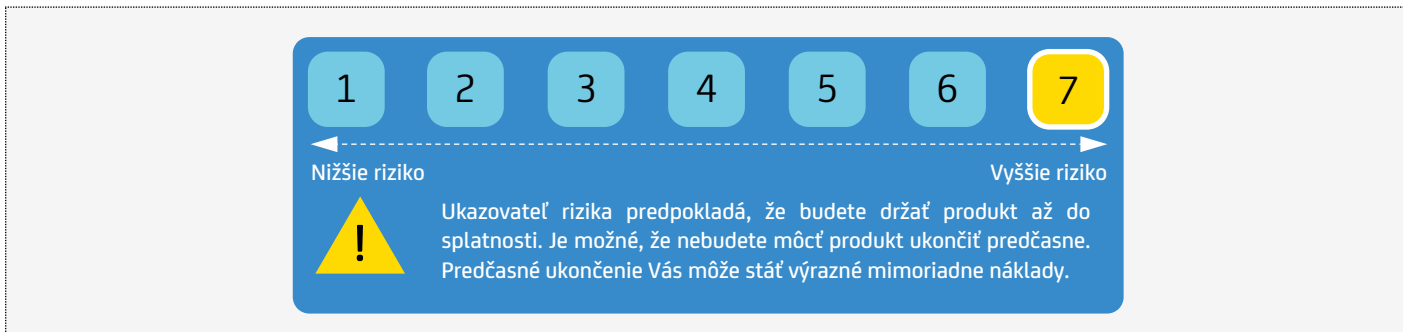 1 2 3 4 5 6 7
Nižšie riziko Vyššie riziko
!
Ukazovateľ rizika predpokladá, že budete držať produkt až do
splatnosti. Je možné, že nebudete môcť produkt ukončiť predčasne.
Predčasné ukončenie Vás môže stáť výrazné mimoriadne náklady.